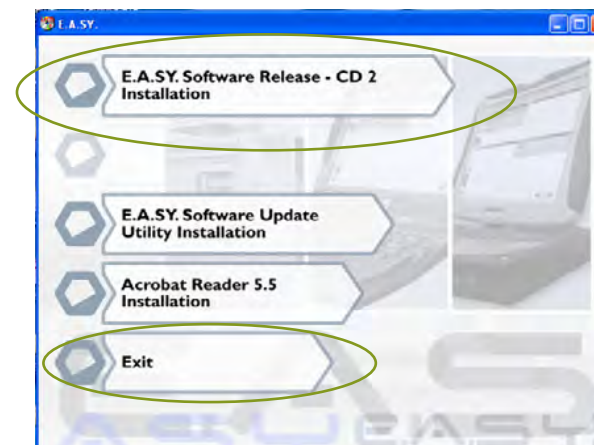 E.A.SY.
E.A.SY. Software Release - CD 2
Installation
E.A.SY. Software Update
Utility Installation
Acrobat Reader 5.5
Installation
Exit